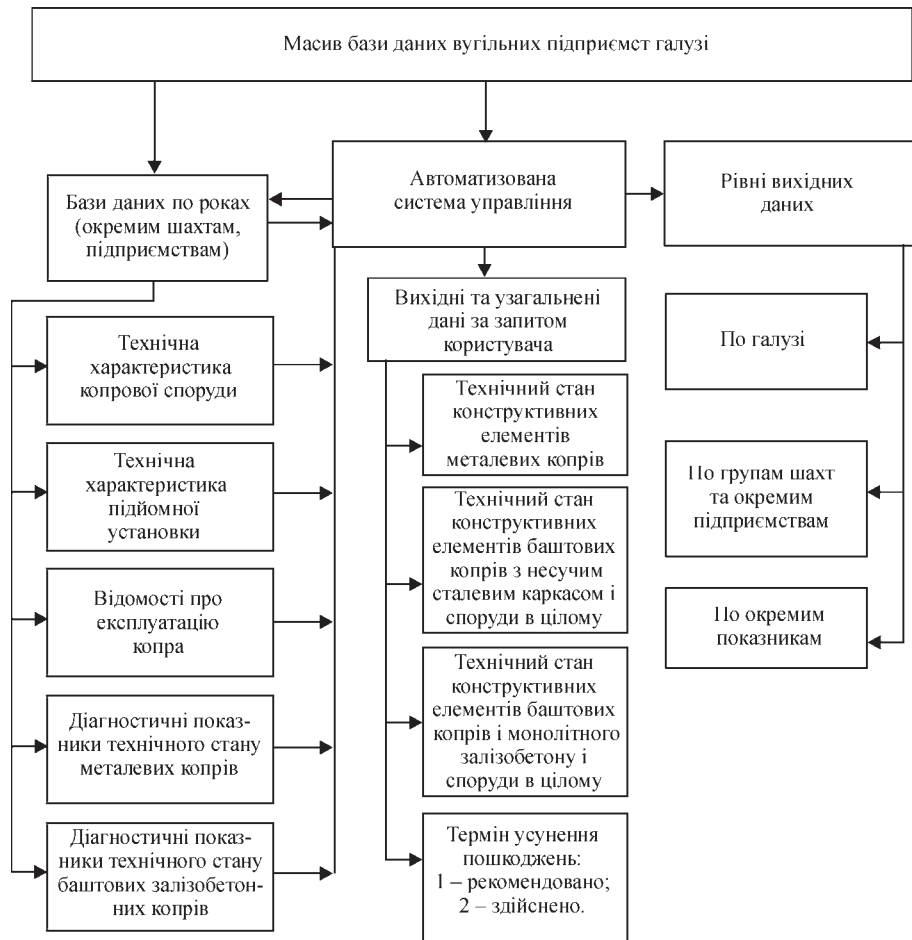 Масив бази даних вугільних підприємст галузі
Бази даних по роках
(окремим шахтам,
підприємствам)
Автоматизована
система управління
Рівні вихідних
даних
Технічна
характеристика
копрової споруди
Технічна
характеристика
підйомної
установки
Відомості про
експлуатацію
копра
Діагностичні показ-
ники технічного стану
металевих копрів
Діагностичні показ-
ники технічного стану
баштових залізобетон-
них копрів
Вихідні та узагальнені
дані за запитом
користувача
Технічний стан
конструктивних
елементів
металевих копрів
Технічний стан
конструктивних
елементів баштових
копрів з несучим
сталевим каркасом і
споруди в цілому
Технічний стан
конструктивних
елементів баштових
копрів і монолітного
залізобетону і
споруди в цілому
Термін усунення
пошкоджень:
1 – рекомендовано;
2 – здійснено.
По галузі
По групам шахт
та окремим
підприємствам
По окремим
показникам